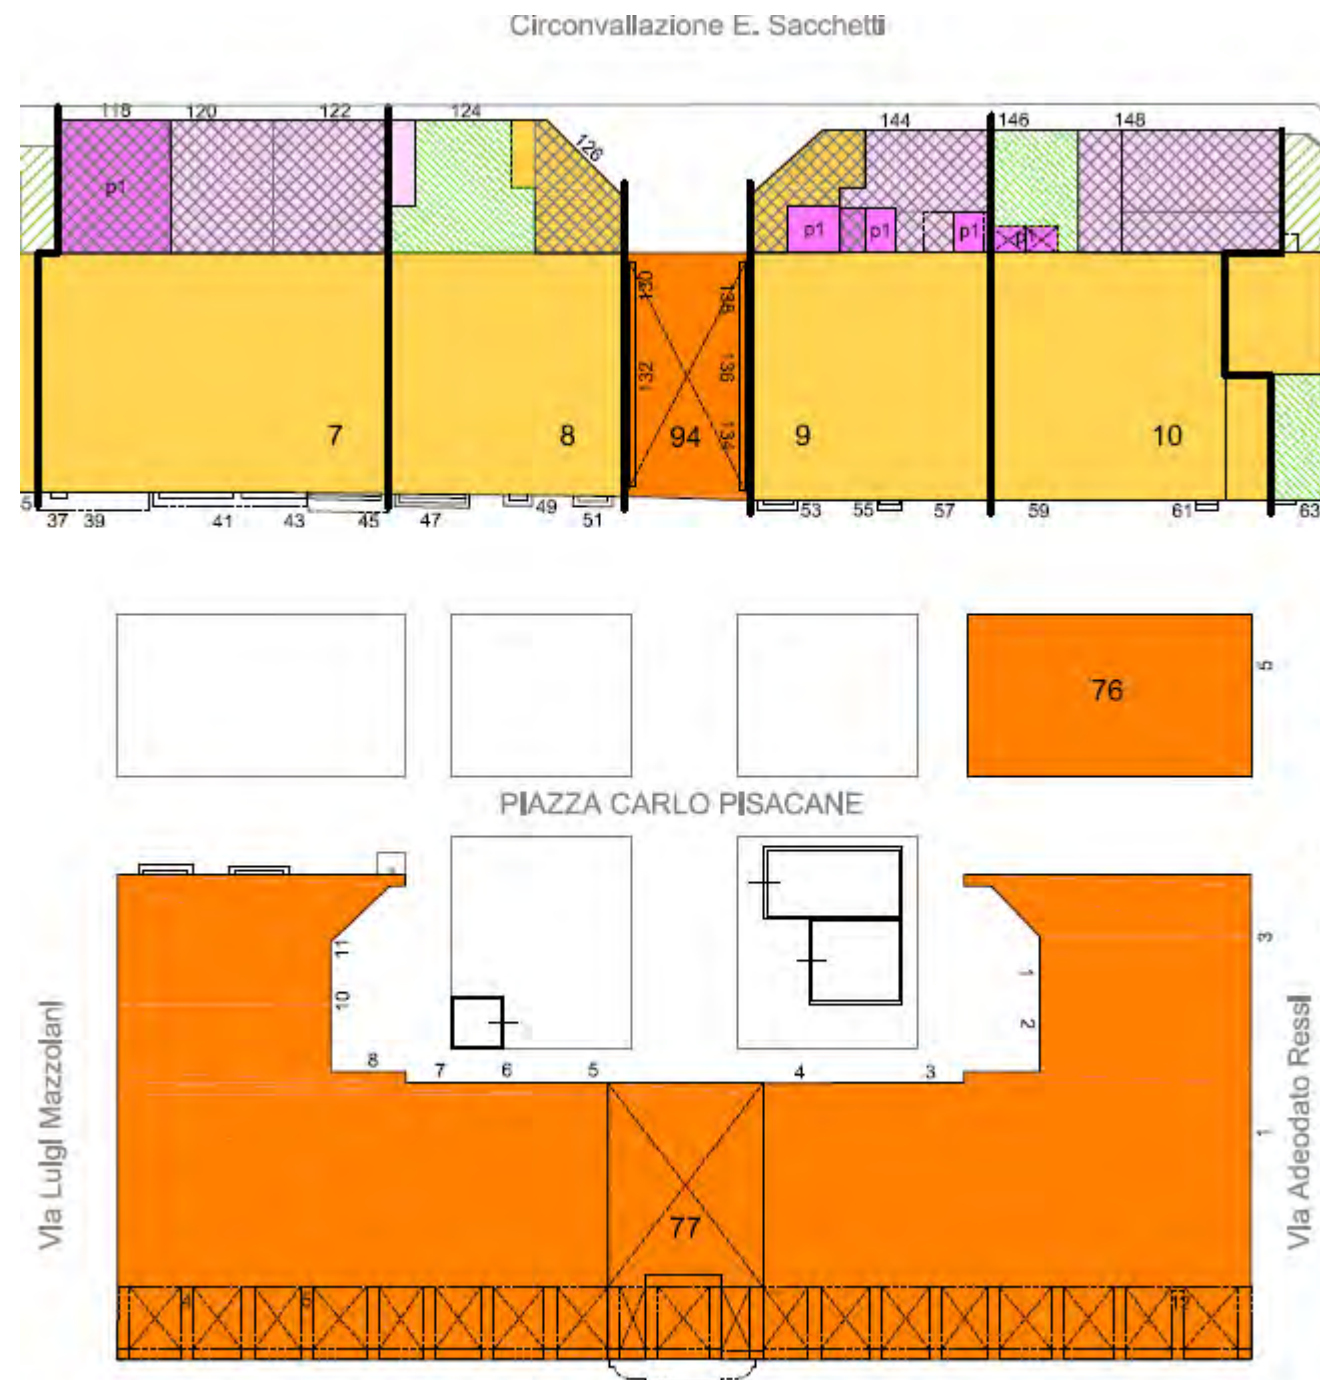 Circonvallazione E. Sacchetti
118 120 122 124 126 144 146 148
p1 p1 p1 p1 p1
130 138
132 136
134
7 8 94 9 10
37 39 41 43 45 47 49 51 53 55 57 59 61 63
5
76
PIAZZA CARLO PISACANE
11
10
8 7 6 5 4 3
1
2
3
1
77
Via Luigi Mazzolani
Via Adeodato Ressi